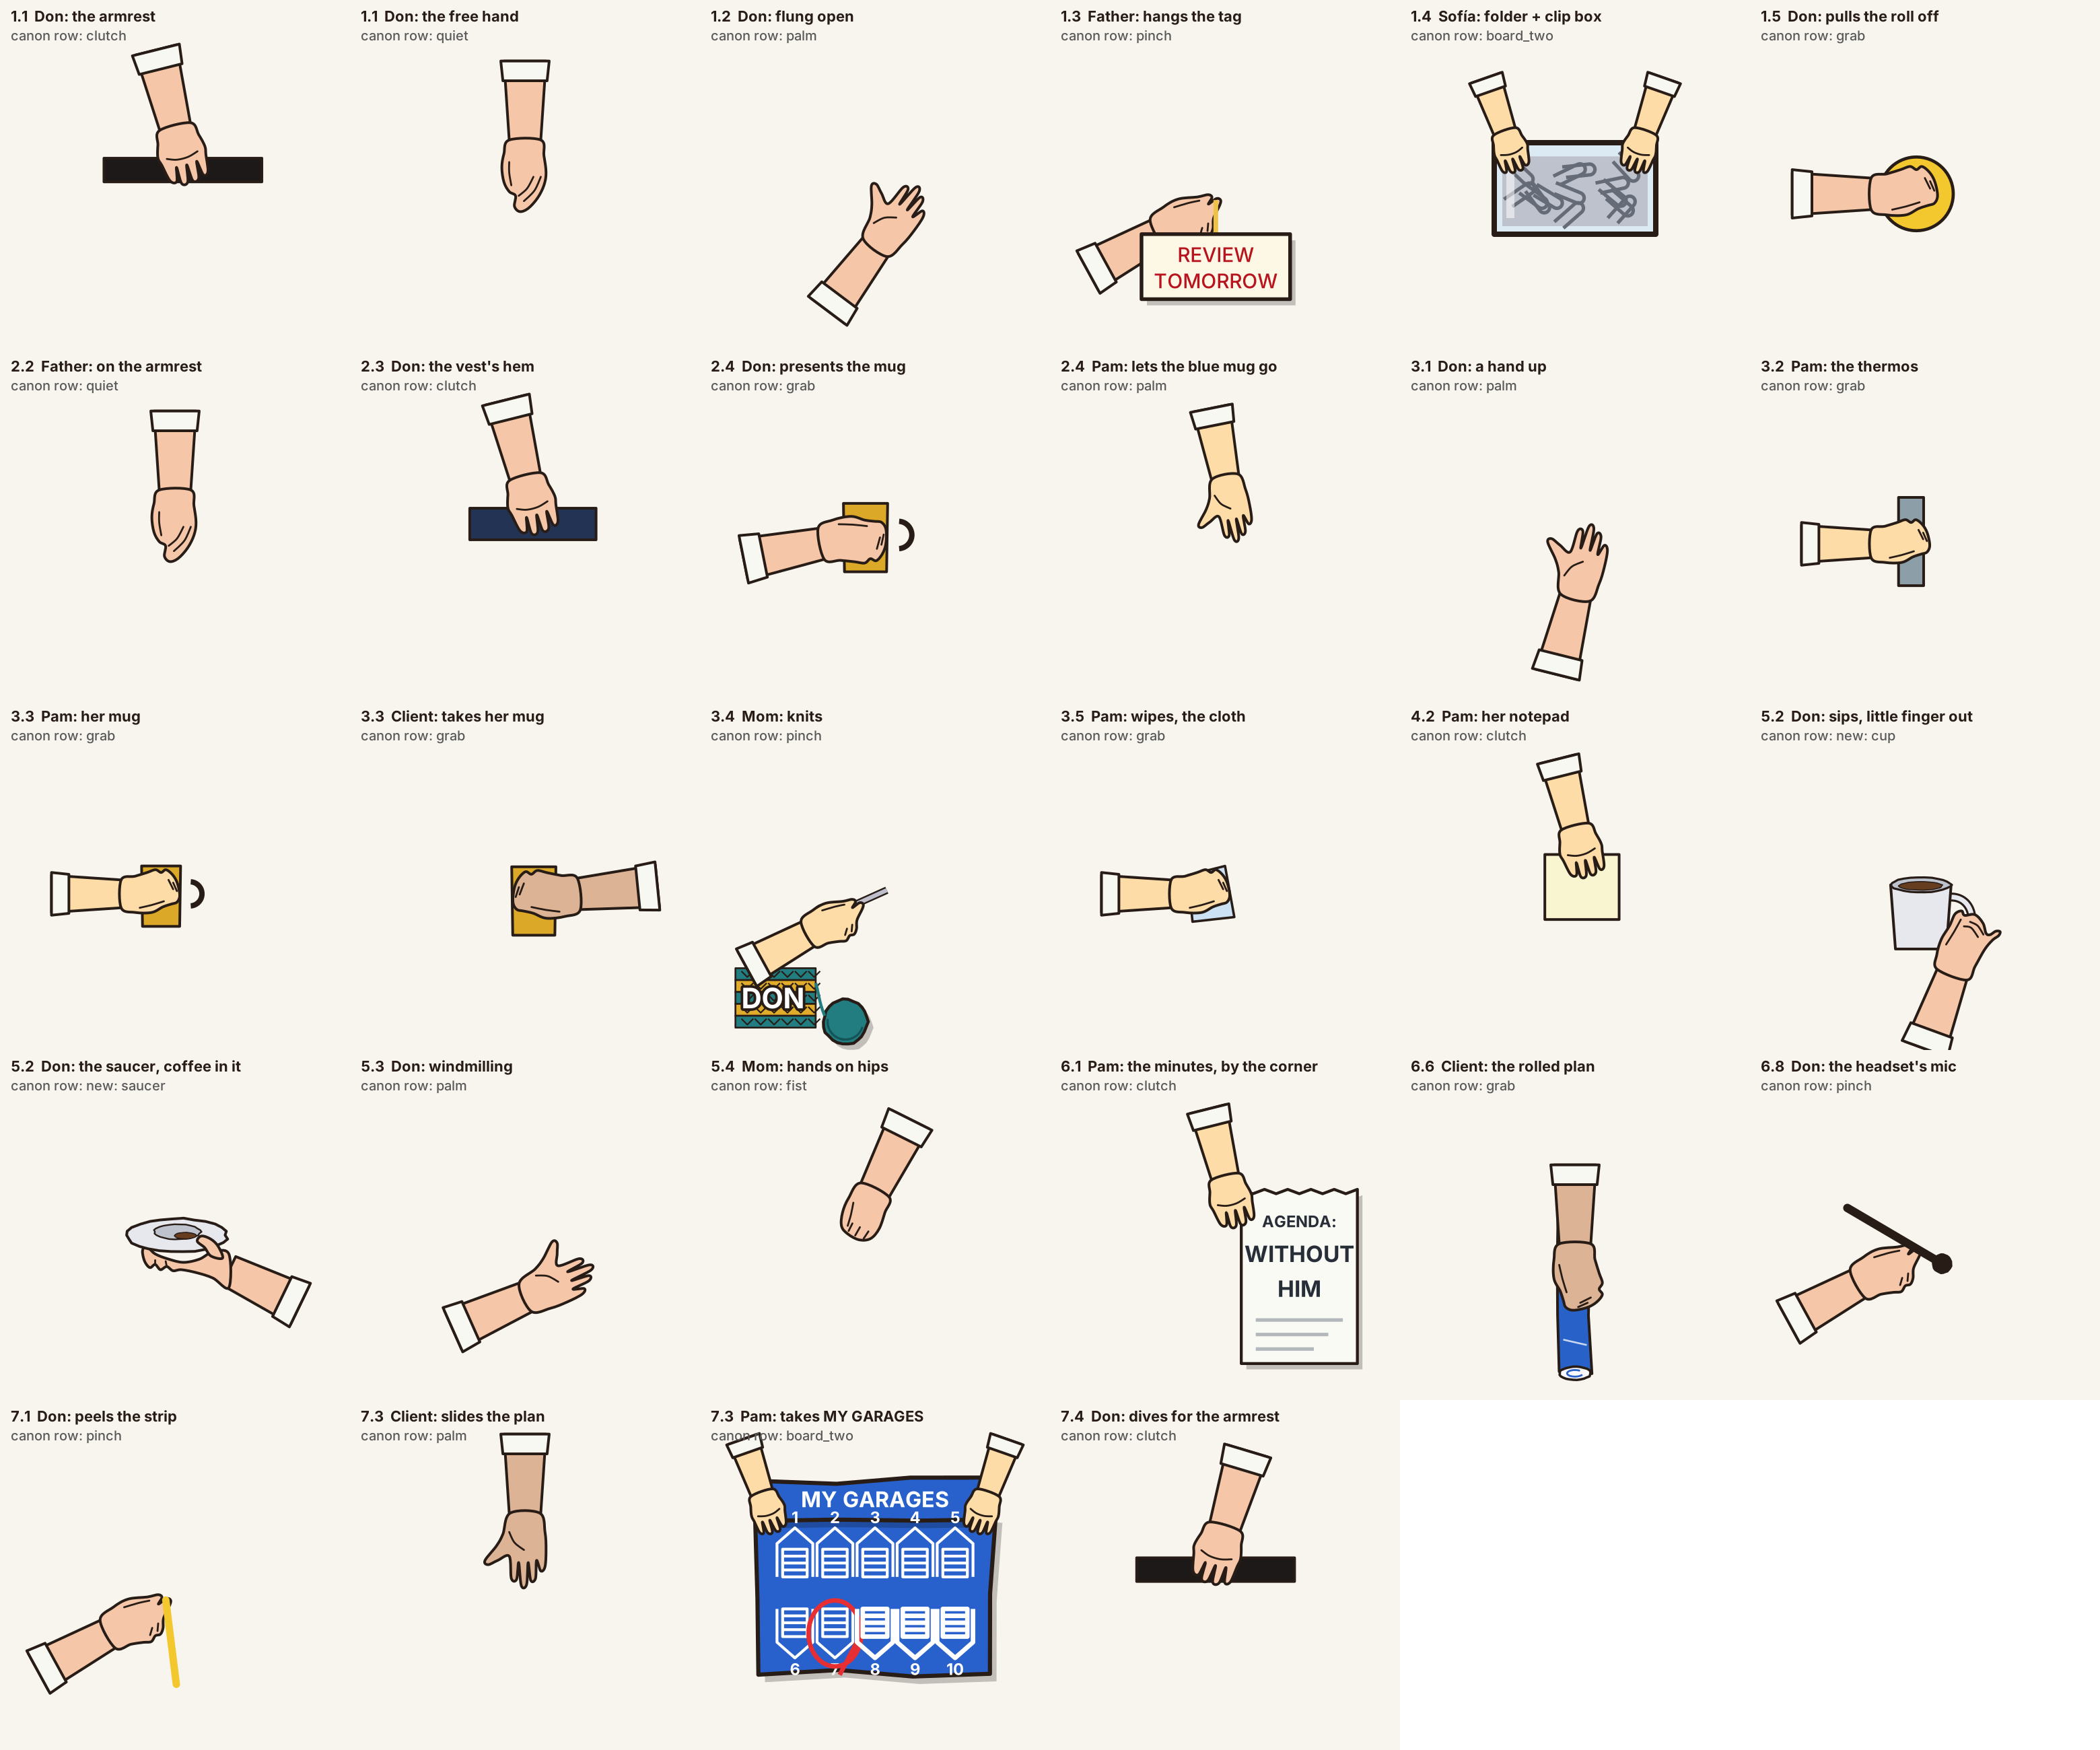 1.1 Don: the armrest
canon row: clutch
1.1 Don: the free hand
canon row: quiet
1.2 Don: flung open
canon row: palm
1.3 Father: hangs the tag
canon row: pinch
REVIEW
TOMORROW
1.4 Sofía: folder + clip box
canon row: board_two
1.5 Don: pulls the roll off
canon row: grab
2.2 Father: on the armrest
canon row: quiet
2.3 Don: the vest's hem
canon row: clutch
2.4 Don: presents the mug
canon row: grab
2.4 Pam: lets the blue mug go
canon row: palm
3.1 Don: a hand up
canon row: palm
3.2 Pam: the thermos
canon row: grab
3.3 Pam: her mug
canon row: grab
3.3 Client: takes her mug
canon row: grab
3.4 Mom: knits
canon row: pinch
DON
3.5 Pam: wipes, the cloth
canon row: grab
4.2 Pam: her notepad
canon row: clutch
5.2 Don: sips, little finger out
canon row: new: cup
5.2 Don: the saucer, coffee in it
canon row: new: saucer
5.3 Don: windmilling
canon row: palm
5.4 Mom: hands on hips
canon row: fist
6.1 Pam: the minutes, by the corner
canon row: clutch
AGENDA:
WITHOUT
HIM
6.6 Client: the rolled plan
canon row: grab
6.8 Don: the headset's mic
canon row: pinch
7.1 Don: peels the strip
canon row: pinch
7.3 Client: slides the plan
canon row: palm
7.3 Pam: takes MY GARAGES
canon row: board_two
MY GARAGES
1 2 3 4 5
6 7 8 9 10
7.4 Don: dives for the armrest
canon row: clutch